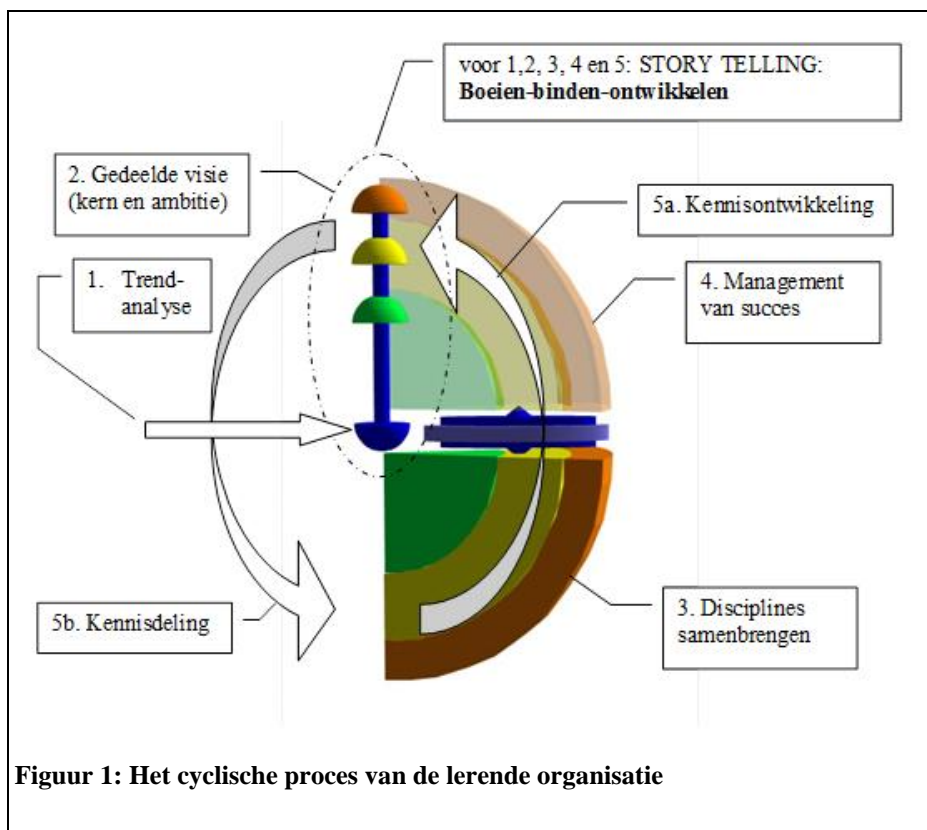 voor 1,2, 3, 4 en 5: STORY TELLING:
Boeien-binden-ontwikkelen
2. Gedeelde visie
(kern en ambitie)
5a. Kennisontwikkeling
1. Trend-
analyse
4. Management
van succes
5b. Kennisdeling
3. Disciplines
samenbrengen
Figuur 1: Het cyclische proces van de lerende organisatie